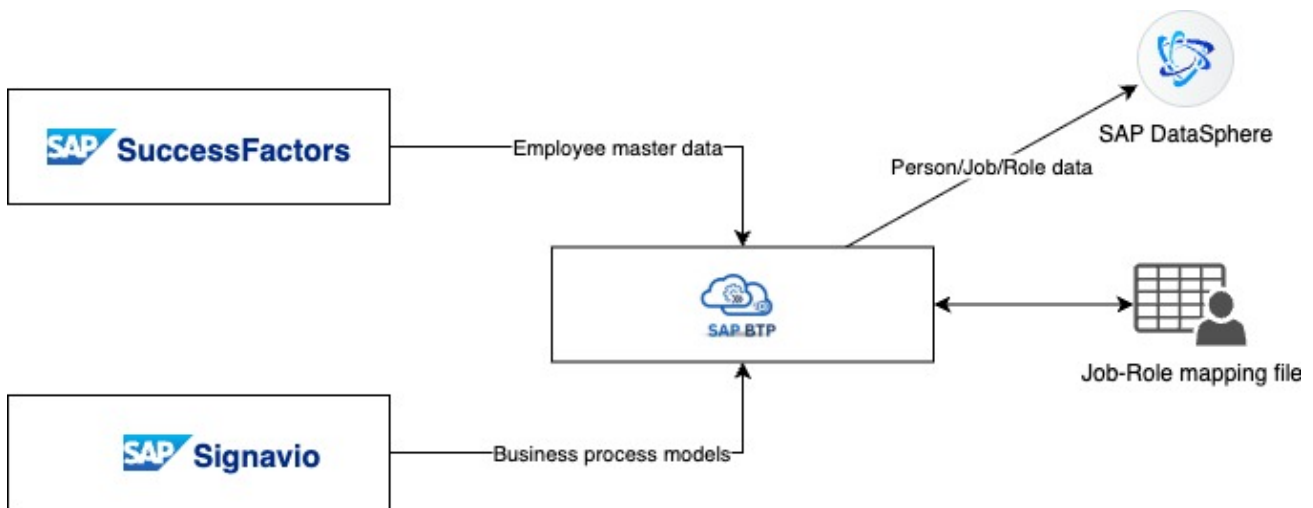 SAP DataSphere
SAP SuccessFactors
Employee master data
Person/Job/Role data
SAP BTP
Job-Role mapping file
SAP Signavio
Business process models